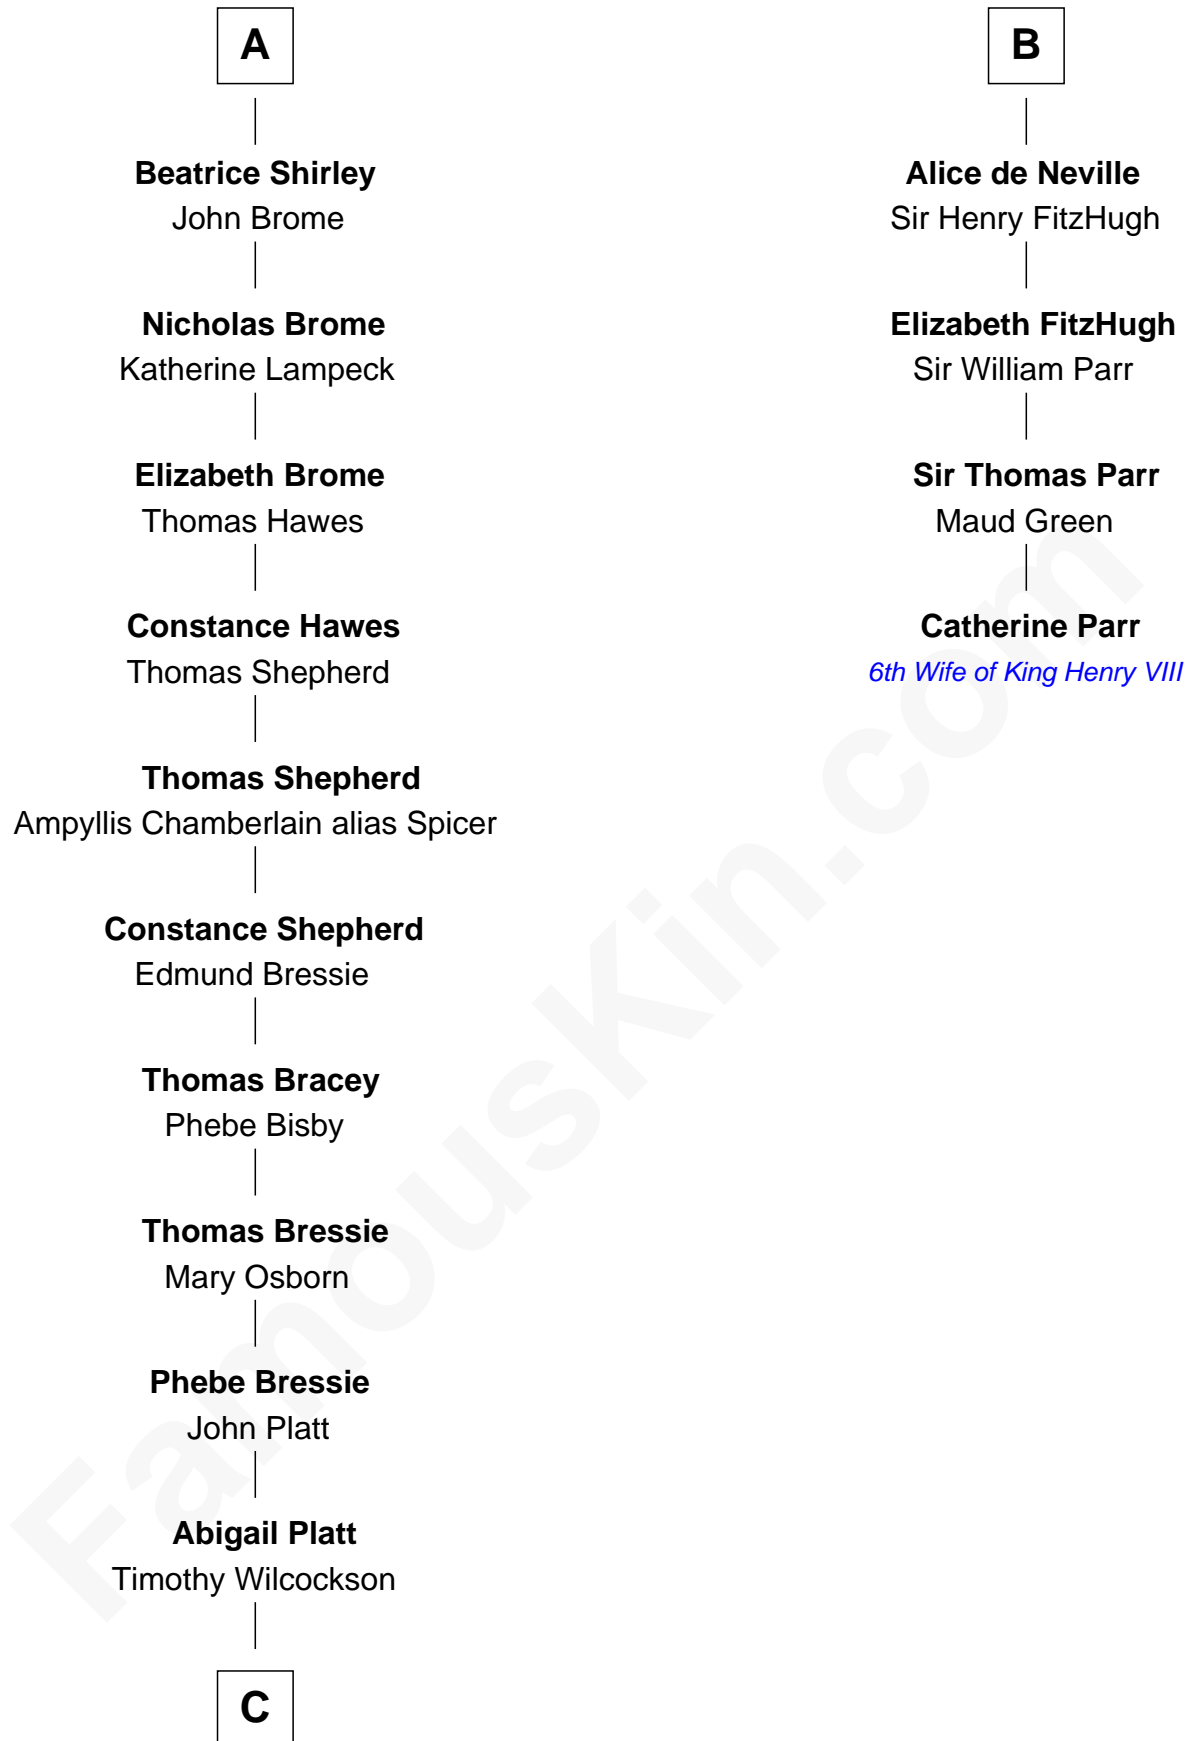 A
Beatrice Shirley
John Brome
Nicholas Brome
Katherine Lampeck
Elizabeth Brome
Thomas Hawes
Constance Hawes
Thomas Shepherd
Thomas Shepherd
Ampyllis Chamberlain alias Spicer
Constance Shepherd
Edmund Bressie
Thomas Bracey
Phebe Bisby
Thomas Bressie
Mary Osborn
Phebe Bressie
John Platt
Abigail Platt
Timothy Wilcockson
C
B
Alice de Neville
Sir Henry FitzHugh
Elizabeth FitzHugh
Sir William Parr
Sir Thomas Parr
Maud Green
Catherine Parr
6th Wife of King Henry VIII
FamousKin.com